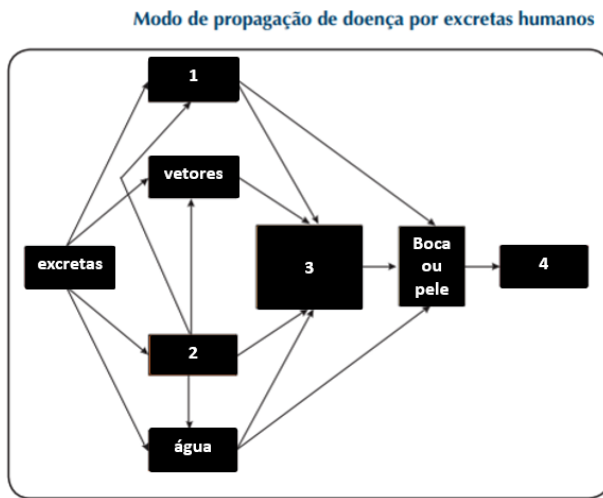 Modo de propagação de doença por excretas humanos
1
vetores
excretas
3
Boca
ou
pele
4
2
água